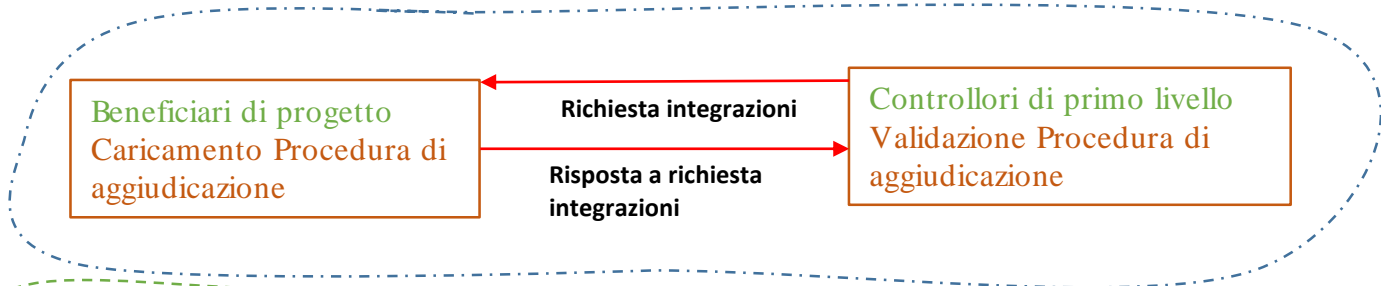 Beneficiari di progetto
Caricamento Procedura di
aggiudicazione
Richiesta integrazioni
Risposta a richiesta
integrazioni
Controllori di primo livello
Validazione Procedura di
aggiudicazione